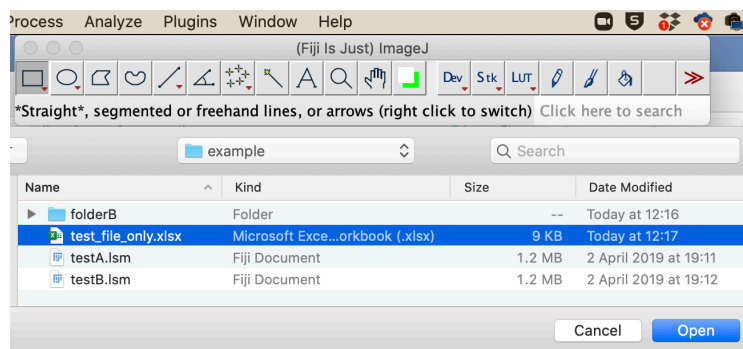 Process Analyze Plugins Window Help
(Fiji Is Just) ImageJ
A Dev Stk LUT >>
*Straight*, segmented or freehand lines, or arrows (right click to switch) Click here to search
example Search
Name Kind Size Date Modified
folderB Folder -- Today at 12:16
test_file_only.xlsx Microsoft Exce...orkbook (.xlsx) 9 KB Today at 12:17
testA.lsm Fiji Document 1.2 MB 2 April 2019 at 19:11
testB.lsm Fiji Document 1.2 MB 2 April 2019 at 19:12
Cancel Open